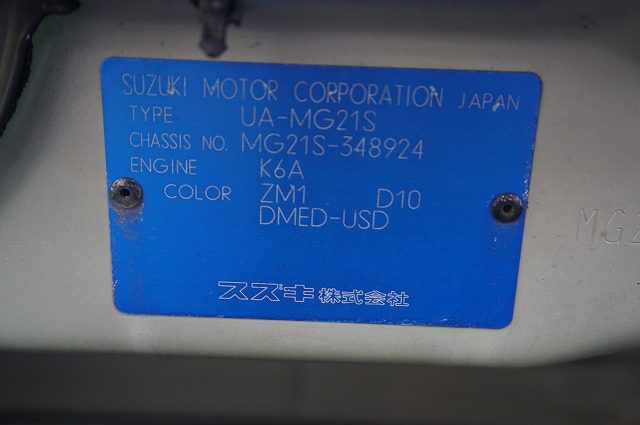 SUZUKI MOTOR CORPORATION JAPAN
TYPE UA-MG21S
CHASSIS NO. MG21S-348924
ENGINE K6A
COLOR ZM1 D10
DMED-USD
スズキ株式会社
MG2